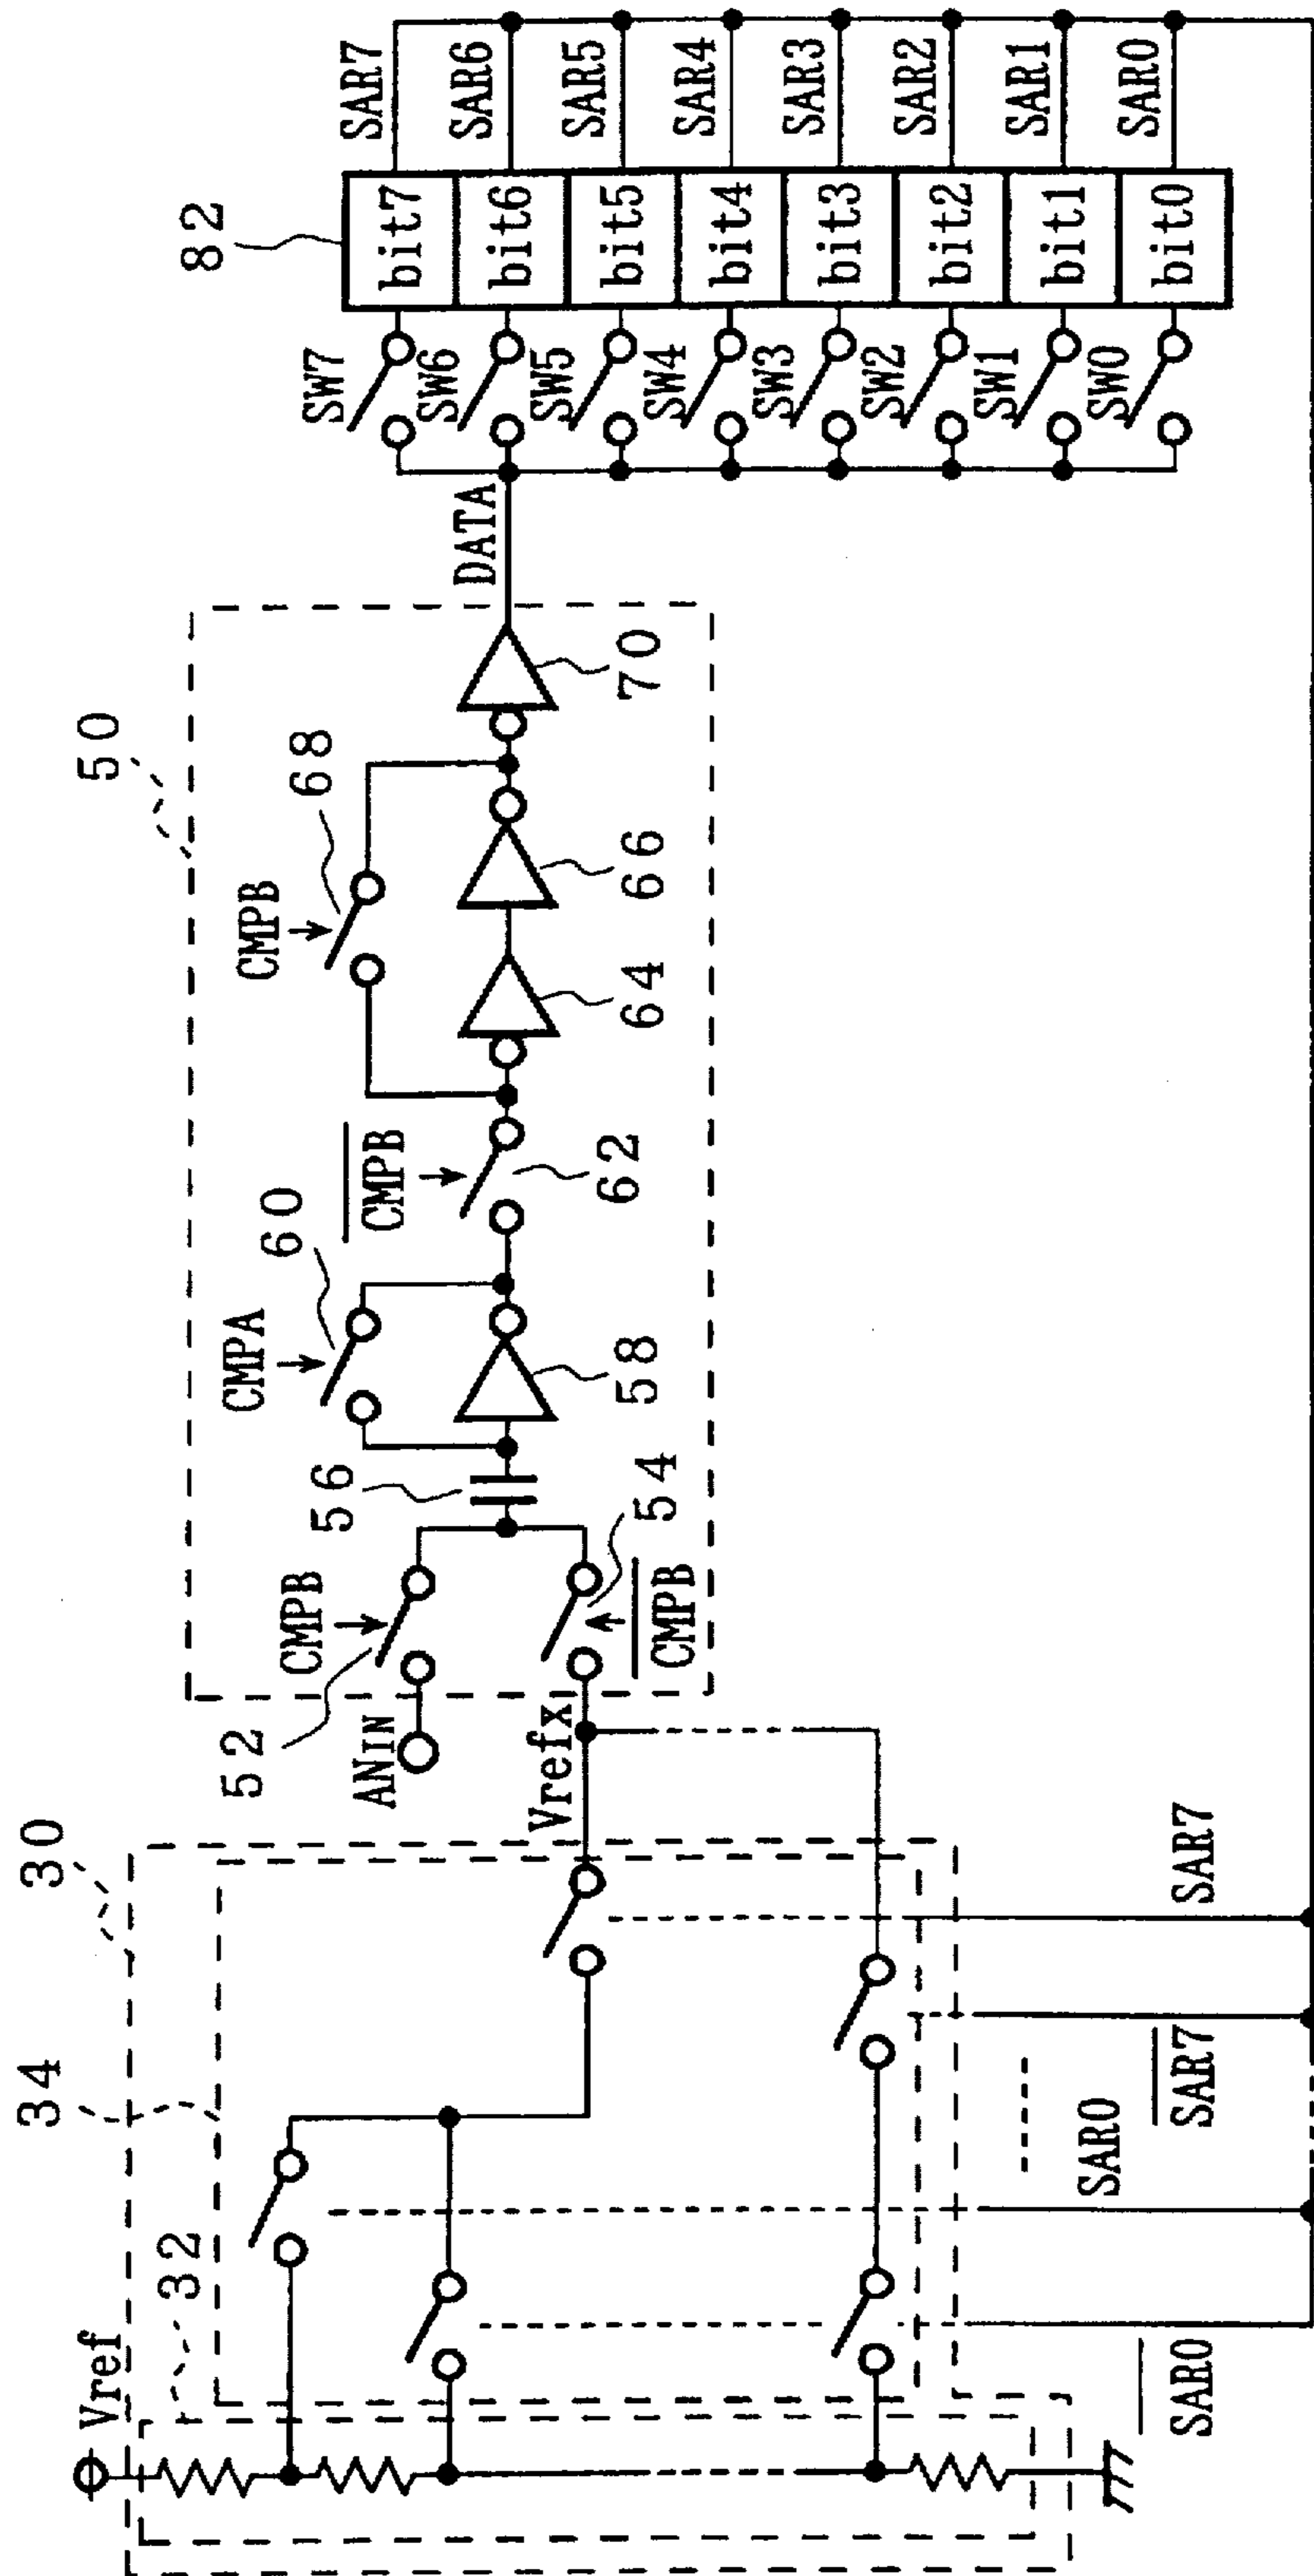 Vref
32
34
30
SAR0
SAR0
SAR7
SAR7
Vrefx
ANIN
52
CMPB
CMPB
54
56
CMPA
60
58
CMPB
62
CMPB
68
64
66
70
50
DATA
SW7
SW6
SW5
SW4
SW3
SW2
SW1
SW0
82
bit7
bit6
bit5
bit4
bit3
bit2
bit1
bit0
SAR7
SAR6
SAR5
SAR4
SAR3
SAR2
SAR1
SAR0